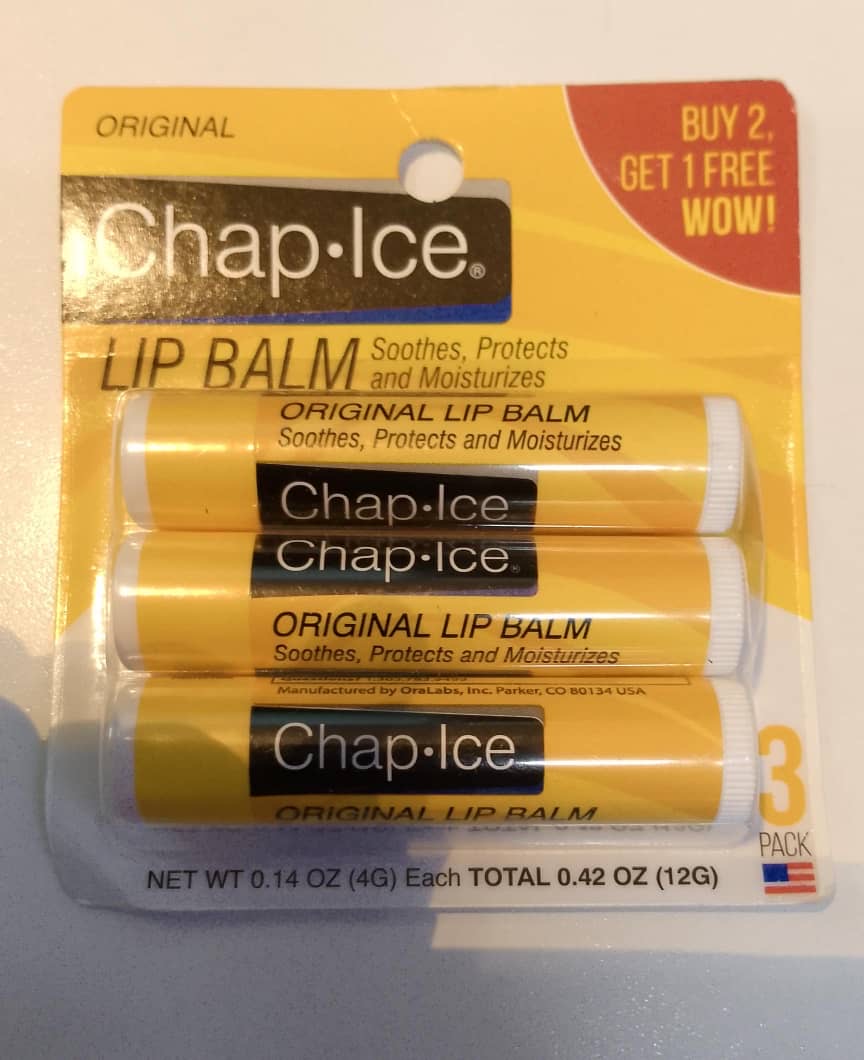 ORIGINAL
BUY 2,
GET 1 FREE
WOW!
Chap·Ice®
LIP BALM
Soothes, Protects
and Moisturizes
ORIGINAL LIP BALM
Soothes, Protects and Moisturizes
Chap·Ice
Chap·Ice®
ORIGINAL LIP BALM
Soothes, Protects and Moisturizes
Manufactured by OraLabs, Inc. Parker, CO 80134 USA
Chap·Ice
ORIGINAL LIP BALM
3
PACK
NET WT 0.14 OZ (4G) Each TOTAL 0.42 OZ (12G)